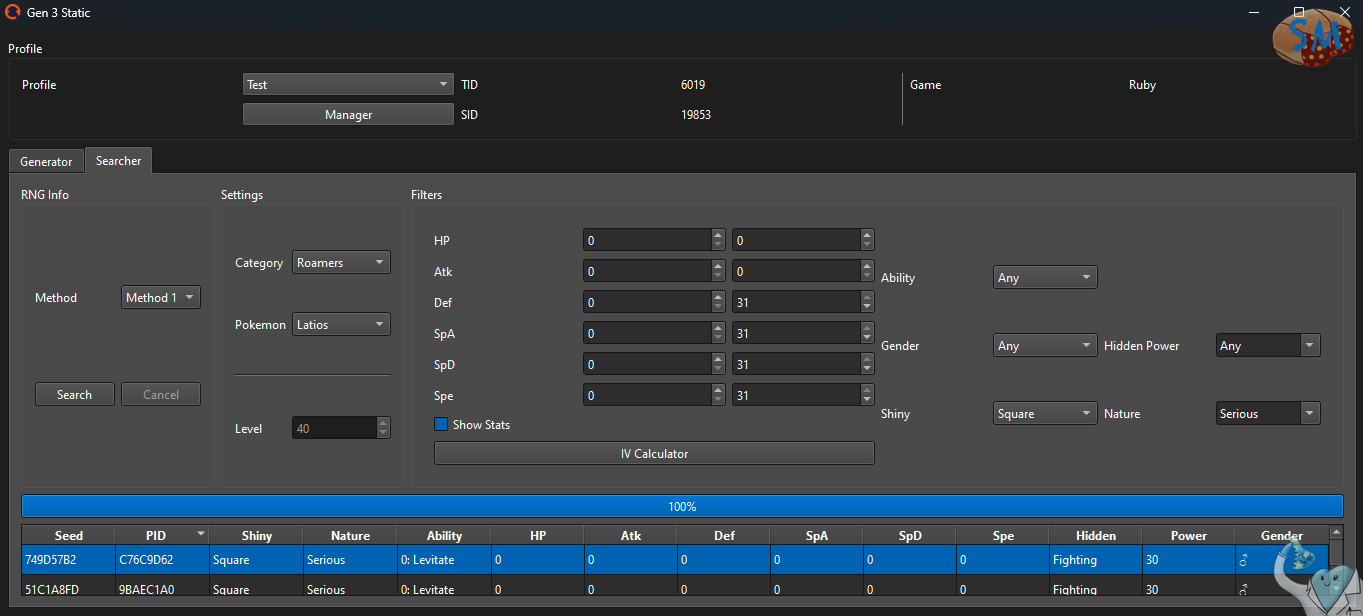 Gen 3 Static
SM
Profile
Profile Test TID 6019 Game Ruby
Manager SID 19853
Generator Searcher
RNG Info Settings Filters
HP 0 0
Atk 0 0
Category Roamers Ability Any
Method Method 1 Def 0 31
Pokemon Latios SpA 0 31
Gender Any Hidden Power Any
SpD 0 31
Search Cancel Spe 0 31
Shiny Square Nature Serious
Level 40 Show Stats
IV Calculator
100%
Seed PID Shiny Nature Ability HP Atk Def SpA SpD Spe Hidden Power Gender
749D57B2 C76C9D62 Square Serious 0: Levitate 0 0 0 0 0 0 Fighting 30 ♂
51C1A8FD 9BAEC1A0 Square Serious 0: Levitate 0 0 0 0 0 0 Fighting 30 ♂